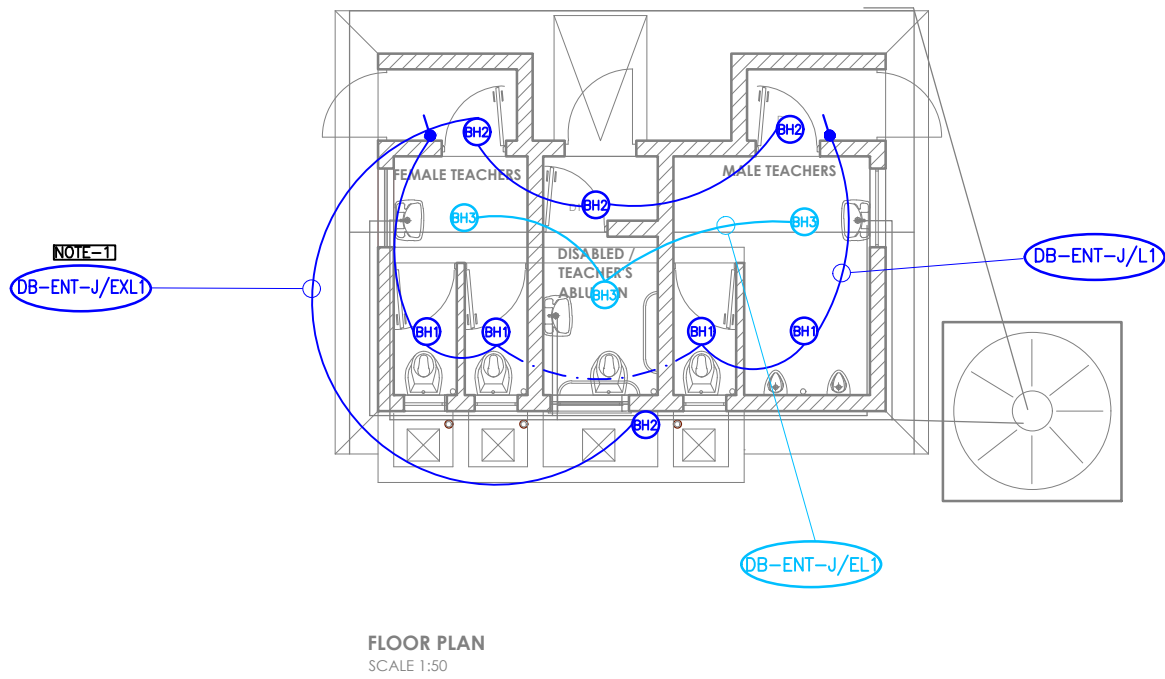 BH2
BH2
FEMALE TEACHERS
MALE TEACHERS
BH2
BH3
BH3
NOTE-1
DB-ENT-J/EXL1
DB-ENT-J/L1
DISABLED /
TEACHER'S
BH3
BH1
BH1
BH1
BH1
BH2
DB-ENT-J/EL1
FLOOR PLAN
SCALE 1:50